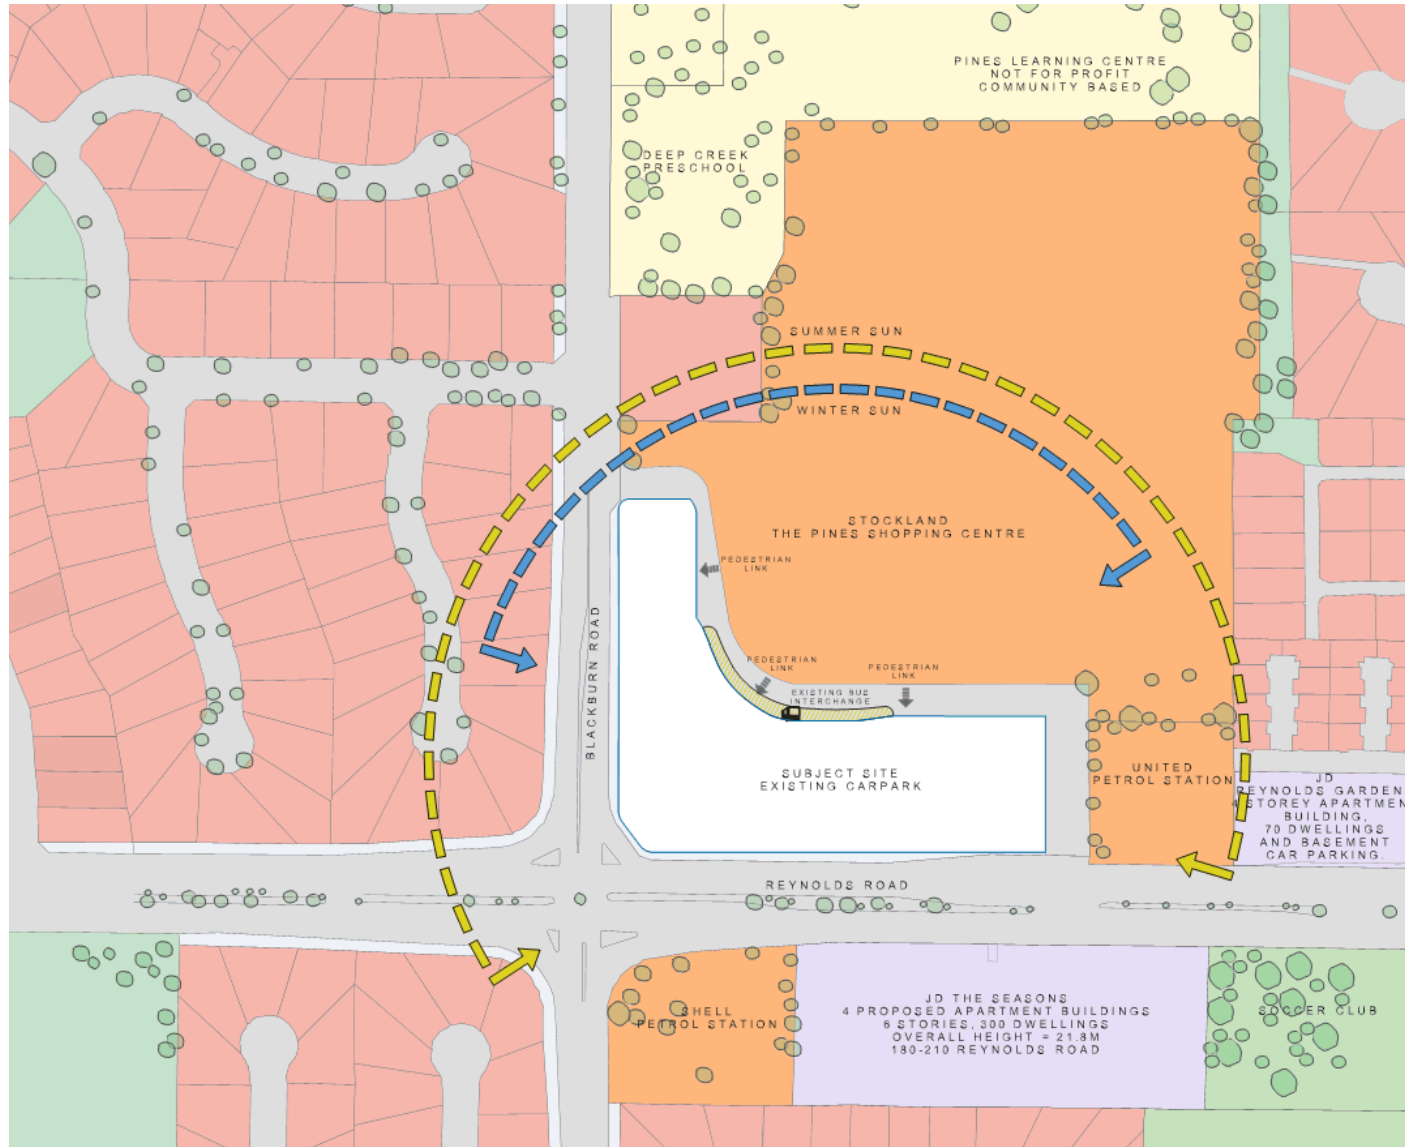 PINES LEARNING CENTRE
NOT FOR PROFIT
COMMUNITY BASED
DEEP CREEK
PRESCHOOL
SUMMER SUN
WINTER SUN
STOCKLAND
THE PINES SHOPPING CENTRE
PEDESTRIAN
LINK
BLACKBURN ROAD
PEDESTRIAN
LINK
PEDESTRIAN
LINK
EXISTING BUS
INTERCHANGE
SUBJECT SITE
EXISTING CARPARK
UNITED
PETROL STATION
JD
REYNOLDS GARDEN
4 STOREY APARTMEN
BUILDING,
70 DWELLINGS
AND BASEMENT
CAR PARKING.
REYNOLDS ROAD
SHELL
PETROL STATION
JD THE SEASONS
4 PROPOSED APARTMENT BUILDINGS
6 STORIES, 300 DWELLINGS
OVERALL HEIGHT = 21.8M
180-210 REYNOLDS ROAD
SOCCER CLUB